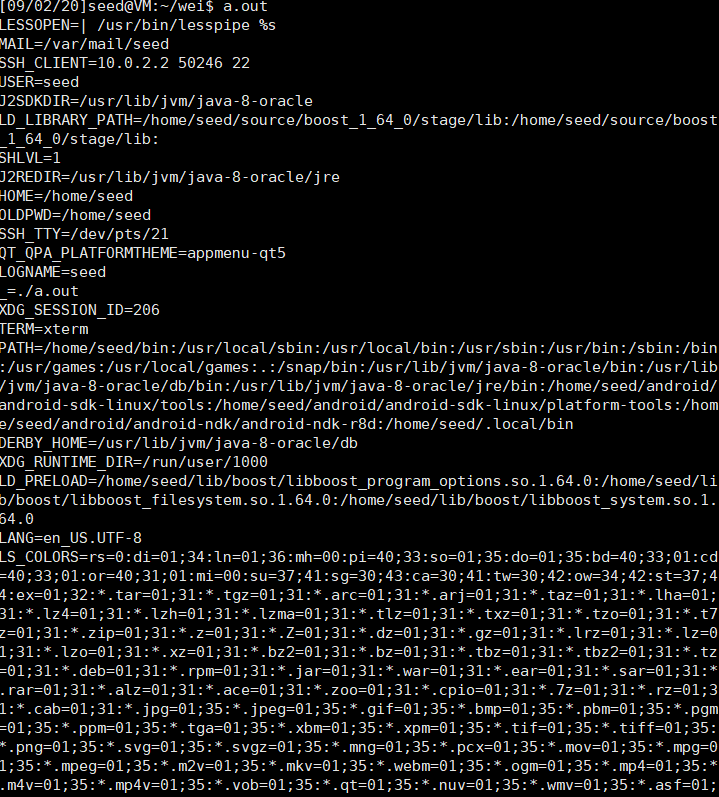 [09/02/20]seed@VM:~/wei$ a.out
LESSOPEN=| /usr/bin/lesspipe %s
MAIL=/var/mail/seed
SSH_CLIENT=10.0.2.2 50246 22
USER=seed
J2SDKDIR=/usr/lib/jvm/java-8-oracle
LD_LIBRARY_PATH=/home/seed/source/boost_1_64_0/stage/lib:/home/seed/source/boost
_1_64_0/stage/lib:
SHLVL=1
J2REDIR=/usr/lib/jvm/java-8-oracle/jre
HOME=/home/seed
OLDPWD=/home/seed
SSH_TTY=/dev/pts/21
QT_QPA_PLATFORMTHEME=appmenu-qt5
LOGNAME=seed
_=./a.out
XDG_SESSION_ID=206
TERM=xterm
PATH=/home/seed/bin:/usr/local/sbin:/usr/local/bin:/usr/sbin:/usr/bin:/sbin:/bin
:/usr/games:/usr/local/games:.:/snap/bin:/usr/lib/jvm/java-8-oracle/bin:/usr/lib
/jvm/java-8-oracle/db/bin:/usr/lib/jvm/java-8-oracle/jre/bin:/home/seed/android/
android-sdk-linux/tools:/home/seed/android/android-sdk-linux/platform-tools:/hom
e/seed/android/android-ndk/android-ndk-r8d:/home/seed/.local/bin
DERBY_HOME=/usr/lib/jvm/java-8-oracle/db
XDG_RUNTIME_DIR=/run/user/1000
LD_PRELOAD=/home/seed/lib/boost/libboost_program_options.so.1.64.0:/home/seed/li
b/boost/libboost_filesystem.so.1.64.0:/home/seed/lib/boost/libboost_system.so.1.
64.0
LANG=en_US.UTF-8
LS_COLORS=rs=0:di=01;34:ln=01;36:mh=00:pi=40;33:so=01;35:do=01;35:bd=40;33;01:cd
=40;33;01:or=40;31;01:mi=00:su=37;41:sg=30;43:ca=30;41:tw=30;42:ow=34;42:st=37;4
4:ex=01;32:*.tar=01;31:*.tgz=01;31:*.arc=01;31:*.arj=01;31:*.taz=01;31:*.lha=01;
31:*.lz4=01;31:*.lzh=01;31:*.lzma=01;31:*.tlz=01;31:*.txz=01;31:*.tzo=01;31:*.t7
z=01;31:*.zip=01;31:*.z=01;31:*.Z=01;31:*.dz=01;31:*.gz=01;31:*.lrz=01;31:*.lz=0
1;31:*.lzo=01;31:*.xz=01;31:*.bz2=01;31:*.bz=01;31:*.tbz=01;31:*.tbz2=01;31:*.tz
=01;31:*.deb=01;31:*.rpm=01;31:*.jar=01;31:*.war=01;31:*.ear=01;31:*.sar=01;31:*
.rar=01;31:*.alz=01;31:*.ace=01;31:*.zoo=01;31:*.cpio=01;31:*.7z=01;31:*.rz=01;3
1:*.cab=01;31:*.jpg=01;35:*.jpeg=01;35:*.gif=01;35:*.bmp=01;35:*.pbm=01;35:*.pgm
=01;35:*.ppm=01;35:*.tga=01;35:*.xbm=01;35:*.xpm=01;35:*.tif=01;35:*.tiff=01;35:
*.png=01;35:*.svg=01;35:*.svgz=01;35:*.mng=01;35:*.pcx=01;35:*.mov=01;35:*.mpg=0
1;35:*.mpeg=01;35:*.m2v=01;35:*.mkv=01;35:*.webm=01;35:*.ogm=01;35:*.mp4=01;35:*
.m4v=01;35:*.mp4v=01;35:*.vob=01;35:*.qt=01;35:*.nuv=01;35:*.wmv=01;35:*.asf=01;